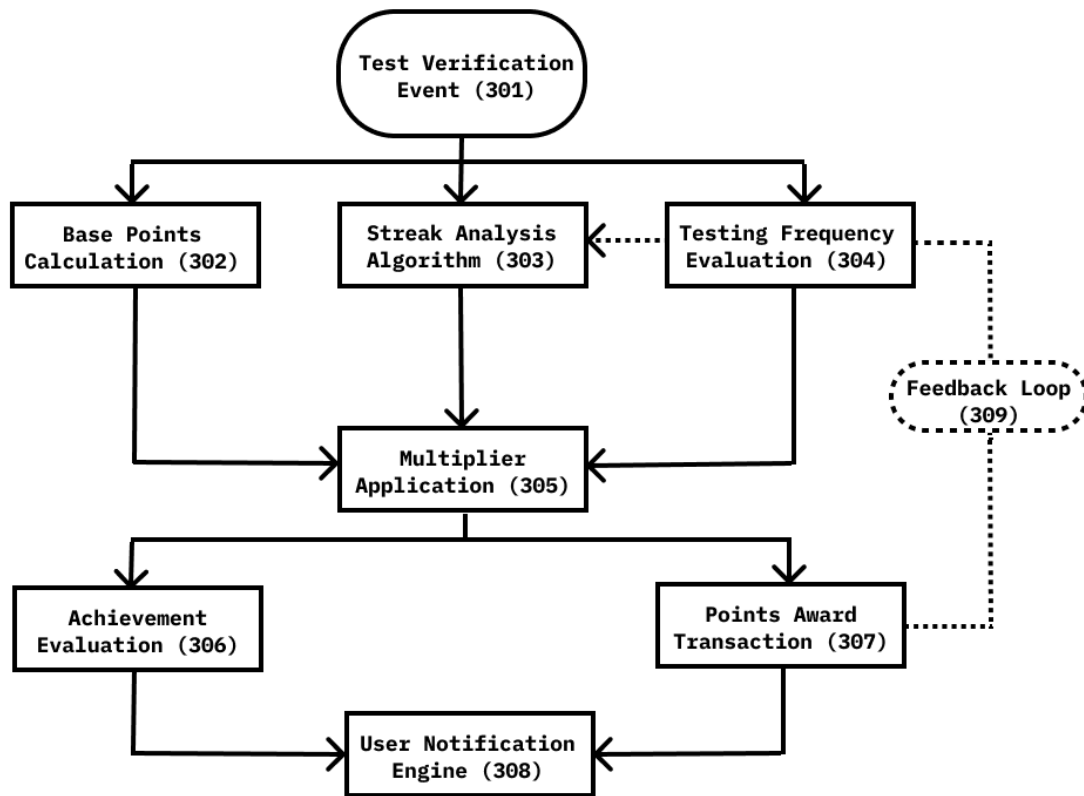 Test Verification
Event (301)
Base Points
Calculation (302)
Streak Analysis
Algorithm (303)
Testing Frequency
Evaluation (304)
Feedback Loop
(309)
Multiplier
Application (305)
Achievement
Evaluation (306)
Points Award
Transaction (307)
User Notification
Engine (308)